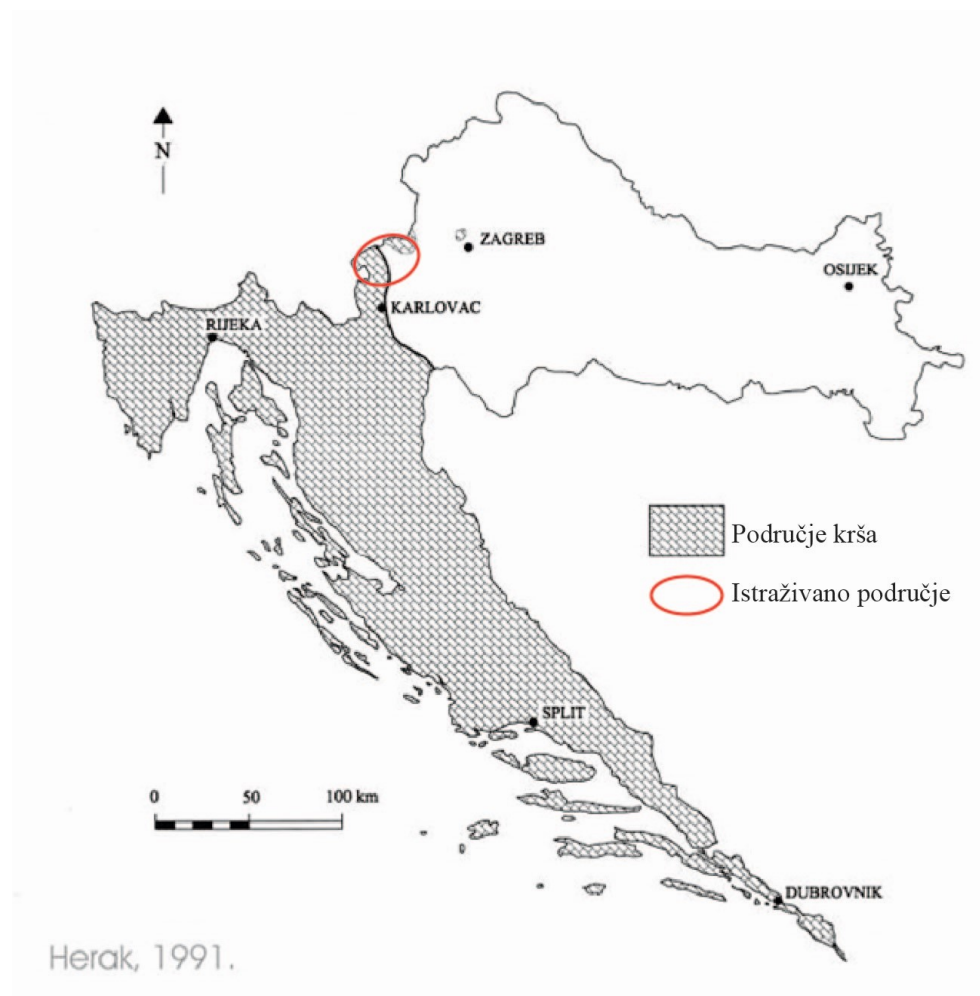 N
ZAGREB
OSIJEK
KARLOVAC
RIJEKA
Područje krša
Istraživano područje
SPLIT
0 50 100 km
DUBROVNIK
Herak, 1991.